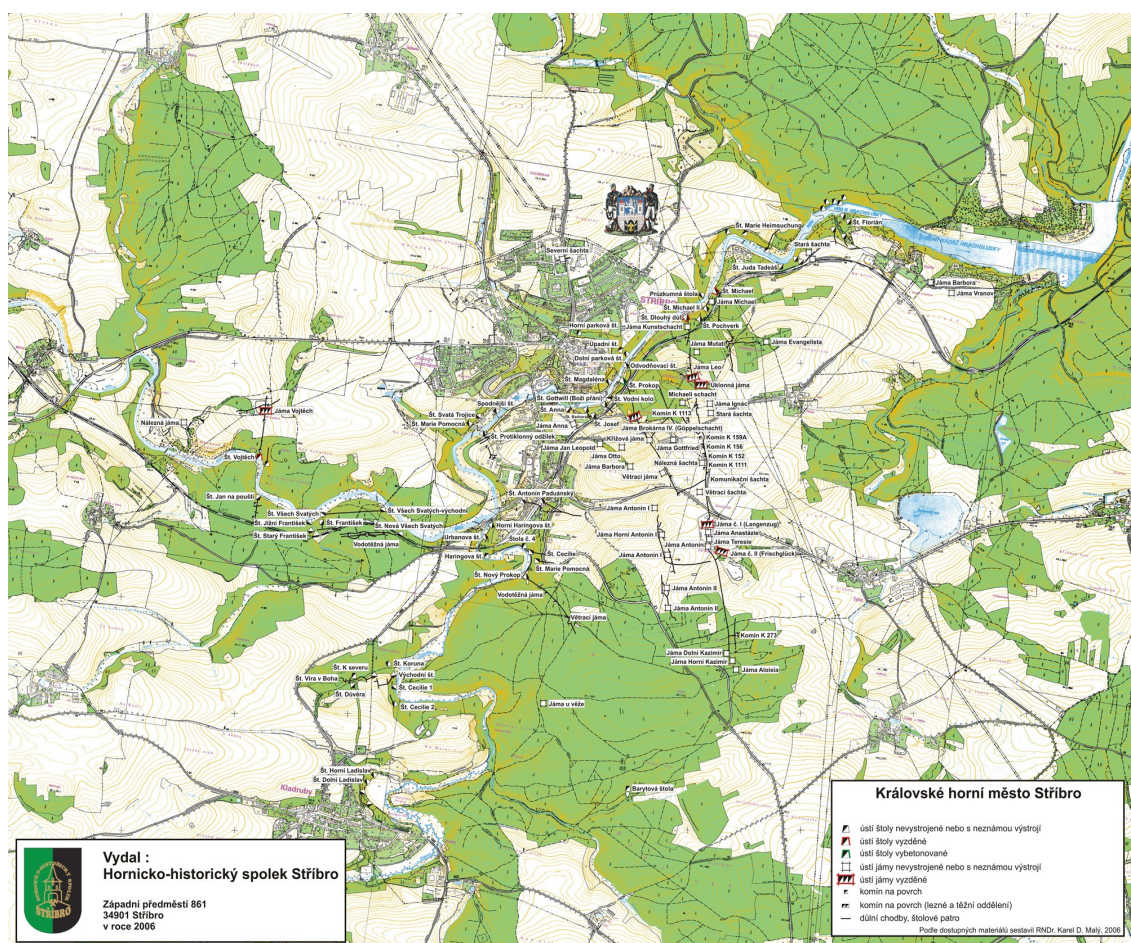 Št. Florián
Št. Marie Heimsuchung
Stará šachta
Severní šachta
Št. Juda Tadeáš
Jáma Barbora
Jáma Vranov
Průzkumná štola
Št. Michael
STŘÍBRO
Št. Michael II.
Jáma Michael
Št. Dlouhý důl
Horní parková št.
Jáma Kunstschacht
Št. Pochverk
Úpadní št.
Jáma Mutati
Jáma Evangelista
Dolní parková št.
Odvodňovací št.
Jáma Leo
Št. Magdaléna
Št. Prokop
Úklonná jáma
Michaeli schacht
Spodnější št.
Št. Gottwill (Boží přání)
Št. Vodní kolo
Jáma Ignác
Jáma Vojtěch
Št. Svatá Trojice
Št. Anna
Št. Barbora
Komín K 1113
Stará šachta
Nálezná jáma
Št. Marie Pomocná
Jáma Anna
Št. Josef
Jáma Brokárna IV. (Göppelschacht)
Št. Protiklonný odžilek
Křížová jáma
Komín K 159A
Jáma Jan Leopold
Jáma Gottfried
Komín K 156
Št. Vojtěch
Jáma Otto
Komín K 152
Jáma Barbora
Nálezná šachta
Komín K 1111
Větrací jáma
Komunikační šachta
Št. Jan na poušti
Št. Antonín Paduánský
Větrací šachta
Št. Všech Svatých
Št. Všech Svatých-východní
Jáma Antonín I
Št. Jižní František
Št. František
Št. Nová Všech Svatých
Horní Haringova št.
Jáma č. I (Langenzug)
Št. Starý František
Urbanova št.
Štola č. 4
Jáma Horní Antonín I
Jáma Anastázie
Vodotěžná jáma
Jáma Antonín
Jáma Teresie
Haringova št.
Št. Cecilie
Jáma Antonín I
Jáma č. II (Frischglück)
Št. Marie Pomocná
Št. Nový Prokop
Vodotěžná jáma
Jáma Antonín II
Jáma Antonín II
Větrací jáma
Komín K 273
Jáma Dolní Kazimír
Jáma Horní Kazimír
Jáma Aloisia
Št. K severu
Št. Koruna
Št. Víra v Boha
Východní št.
Št. Důvěra
Št. Cecilie 1
Št. Cecilie 2
Jáma u věže
Št. Horní Ladislav
Št. Dolní Ladislav
Kladruby
Barytová štola
Královské horní město Stříbro
ústí štoly nevystrojené nebo s neznámou výstrojí
ústí štoly vyzděné
ústí štoly vybetonované
ústí jámy nevystrojené nebo s neznámou výstrojí
ústí jámy vyzděné
komín na povrch
komín na povrch (lezné a těžní oddělení)
důlní chodby, štolové patro
Podle dostupných materiálů sestavil RNDr. Karel D. Malý, 2006
Vydal :
Hornicko-historický spolek Stříbro
Západní předměstí 861
34901 Stříbro
v roce 2006
HORNICKO-HISTORICKÝ SPOLEK
STŘÍBRO